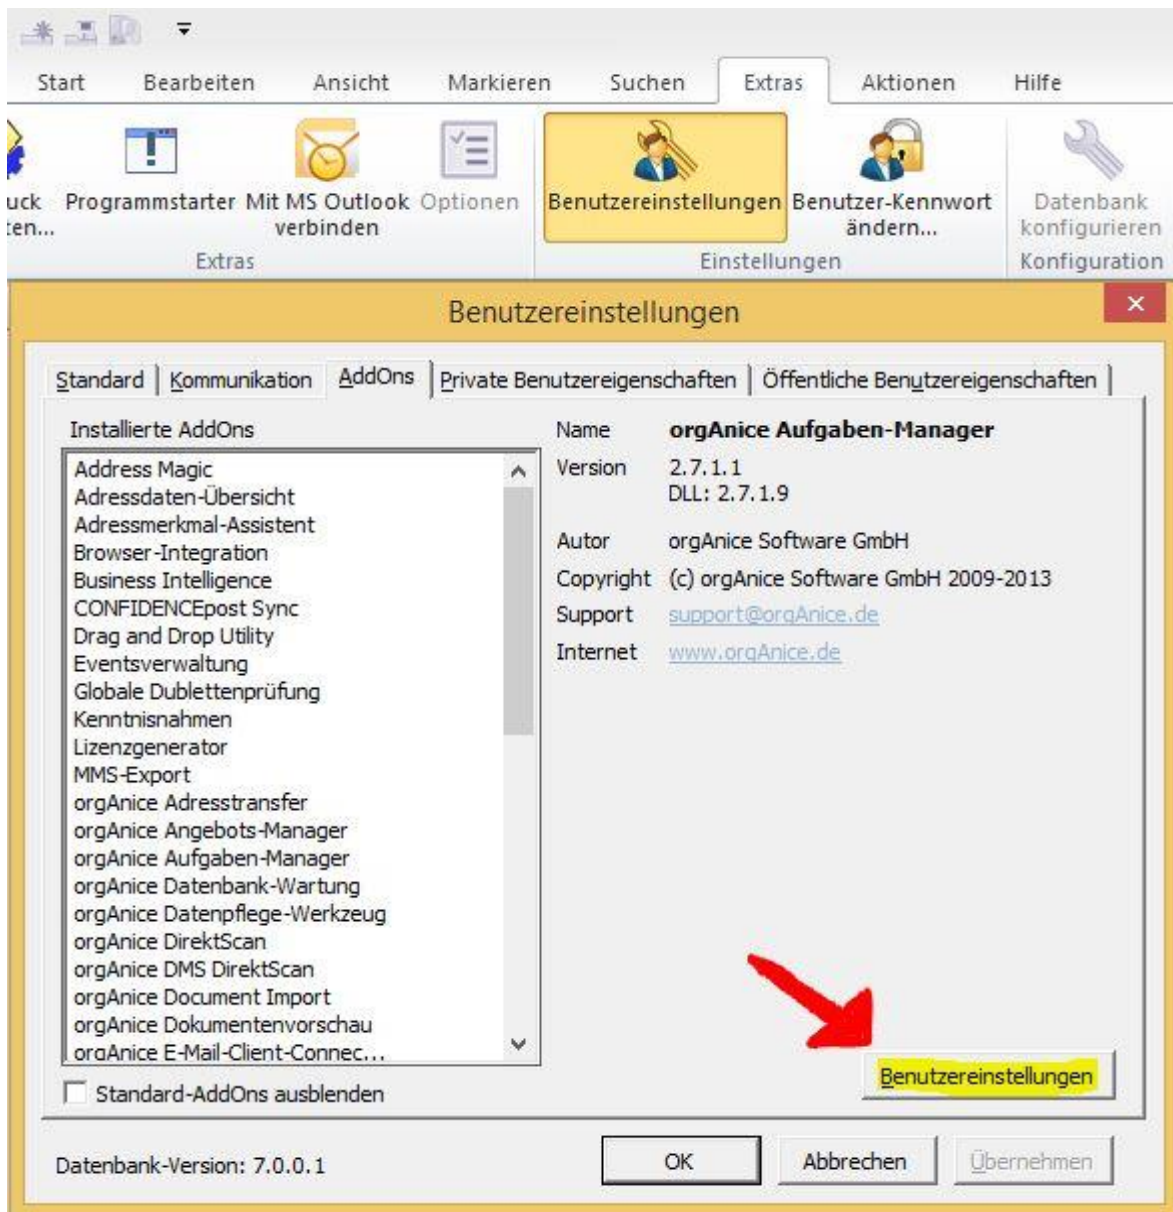 Start Bearbeiten Ansicht Markieren Suchen Extras Aktionen Hilfe
uck Programmstarter Mit MS Outlook Optionen Benutzereinstellungen Benutzer-Kennwort Datenbank
ten... verbinden ändern... konfigurieren
Extras Einstellungen Konfiguration
Benutzereinstellungen
Standard Kommunikation AddOns Private Benutzereigenschaften Öffentliche Benutzereigenschaften
Installierte AddOns
Address Magic
Adressdaten-Übersicht
Adressmerkmal-Assistent
Browser-Integration
Business Intelligence
CONFIDENCEpost Sync
Drag and Drop Utility
Eventsverwaltung
Globale Dublettenprüfung
Kenntnisnahmen
Lizenzgenerator
MMS-Export
orgAnice Adresstransfer
orgAnice Angebots-Manager
orgAnice Aufgaben-Manager
orgAnice Datenbank-Wartung
orgAnice Datenpflege-Werkzeug
orgAnice DirektScan
orgAnice DMS DirektScan
orgAnice Document Import
orgAnice Dokumentenvorschau
orgAnice E-Mail-Client-Connec...
Standard-AddOns ausblenden
Name orgAnice Aufgaben-Manager
Version 2.7.1.1
DLL: 2.7.1.9
Autor orgAnice Software GmbH
Copyright (c) orgAnice Software GmbH 2009-2013
Support support@orgAnice.de
Internet www.orgAnice.de
Benutzereinstellungen
Datenbank-Version: 7.0.0.1
OK Abbrechen Übernehmen